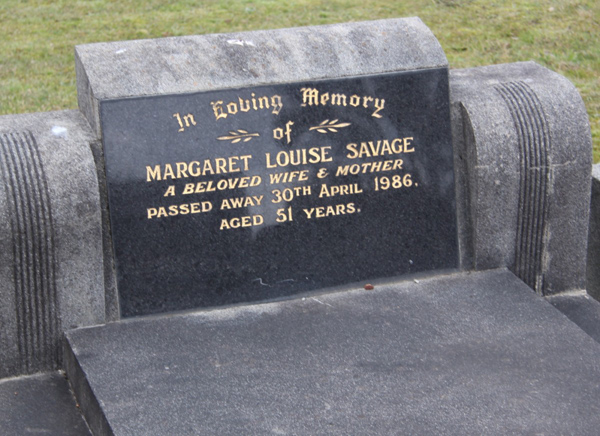 In Loving Memory
of
MARGARET LOUISE SAVAGE
A BELOVED WIFE & MOTHER
PASSED AWAY 30TH APRIL 1986.
AGED 51 YEARS.